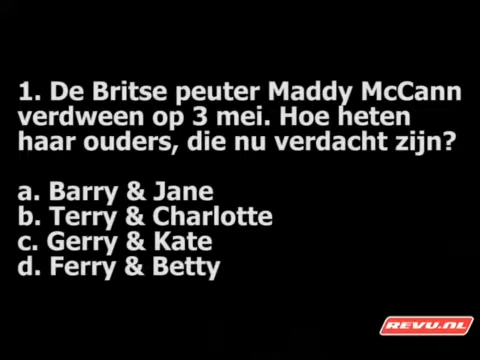 1. De Britse peuter Maddy McCann
verdween op 3 mei. Hoe heten
haar ouders, die nu verdacht zijn?
a. Barry & Jane
b. Terry & Charlotte
c. Gerry & Kate
d. Ferry & Betty
REVU.NL